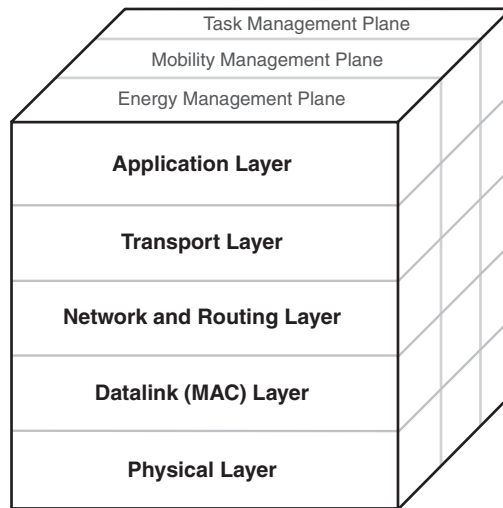 Task Management Plane
Mobility Management Plane
Energy Management Plane
Application Layer
Transport Layer
Network and Routing Layer
Datalink (MAC) Layer
Physical Layer